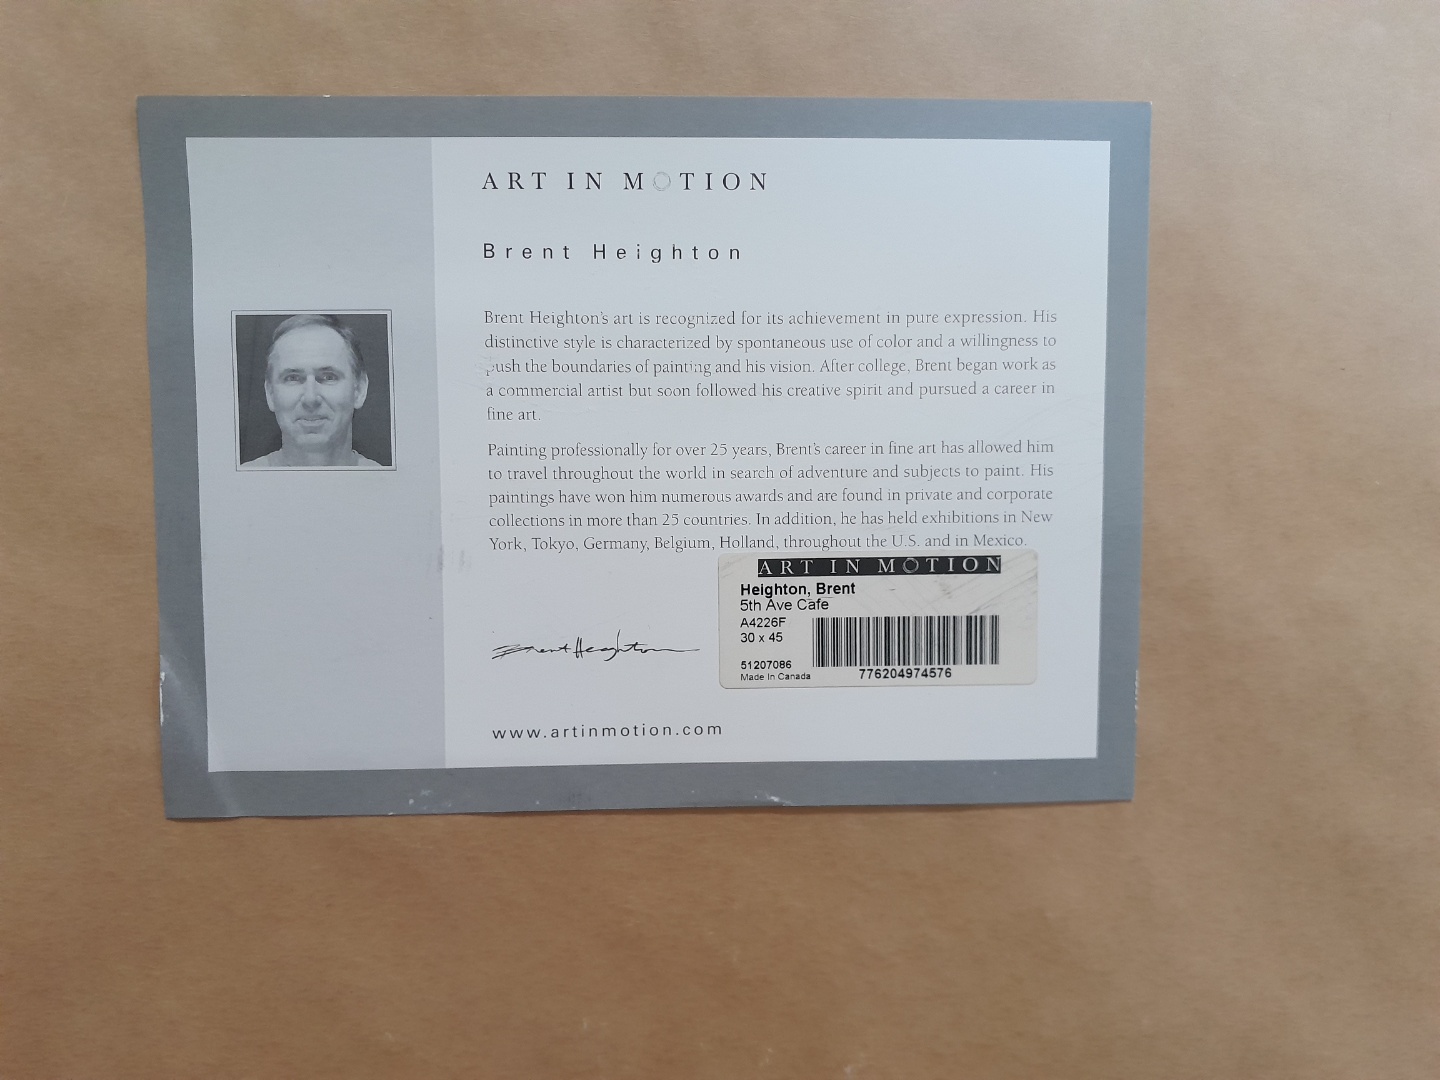 ART IN MOTION
Brent Heighton
Brent Heighton's art is recognized for its achievement in pure expression. His
distinctive style is characterized by spontaneous use of color and a willingness to
push the boundaries of painting and his vision. After college, Brent began work as
a commercial artist but soon followed his creative spirit and pursued a career in
fine art.
Painting professionally for over 25 years, Brent's career in fine art has allowed him
to travel throughout the world in search of adventure and subjects to paint. His
paintings have won him numerous awards and are found in private and corporate
collections in more than 25 countries. In addition, he has held exhibitions in New
York, Tokyo, Germany, Belgium, Holland, throughout the U.S. and in Mexico.
ART IN MOTION
Heighton, Brent
5th Ave Cafe
A4226F
30 x 45
51207086
Made In Canada
776204974576
Brent Heighton
www.artinmotion.com